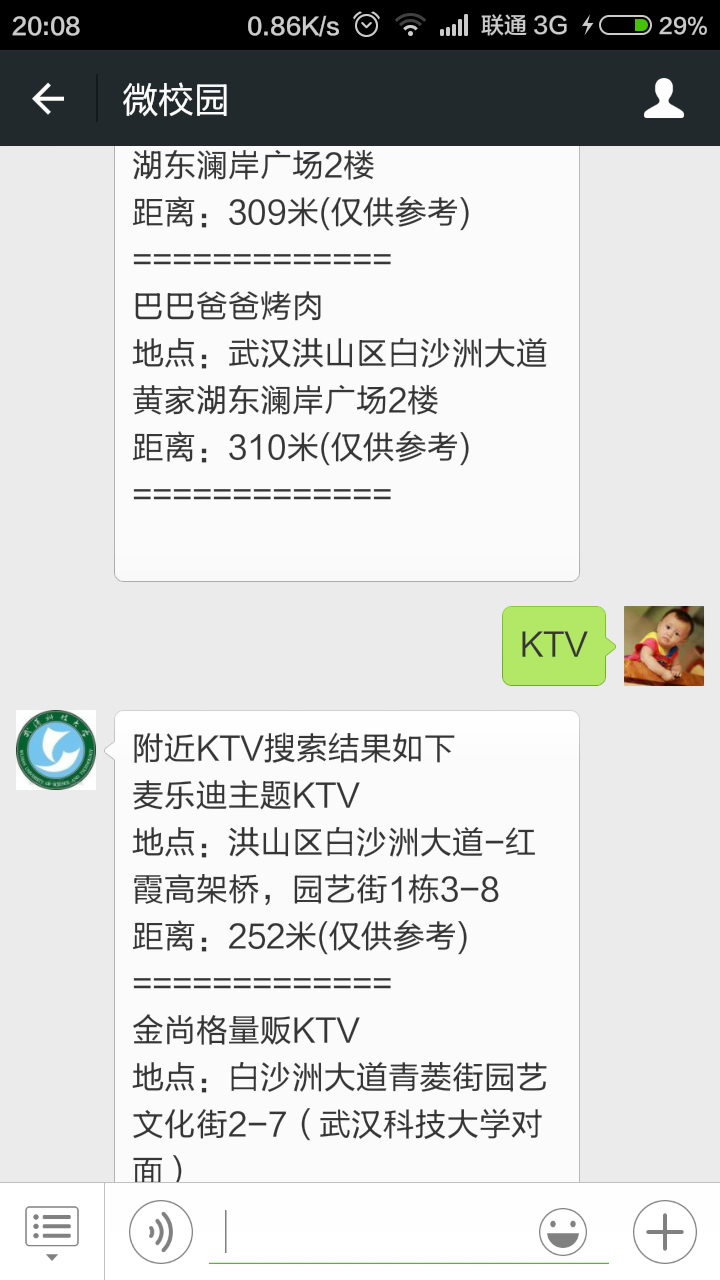 20:08 0.86K/s 联通 3G 29%
微校园
湖东澜岸广场2楼
距离：309米(仅供参考)
=============
巴巴爸爸烤肉
地点：武汉洪山区白沙洲大道
黄家湖东澜岸广场2楼
距离：310米(仅供参考)
=============
KTV
附近KTV搜索结果如下
麦乐迪主题KTV
地点：洪山区白沙洲大道-红
霞高架桥，园艺街1栋3-8
距离：252米(仅供参考)
=============
金尚格量贩KTV
地点：白沙洲大道青菱街园艺
文化街2-7（武汉科技大学对
面）